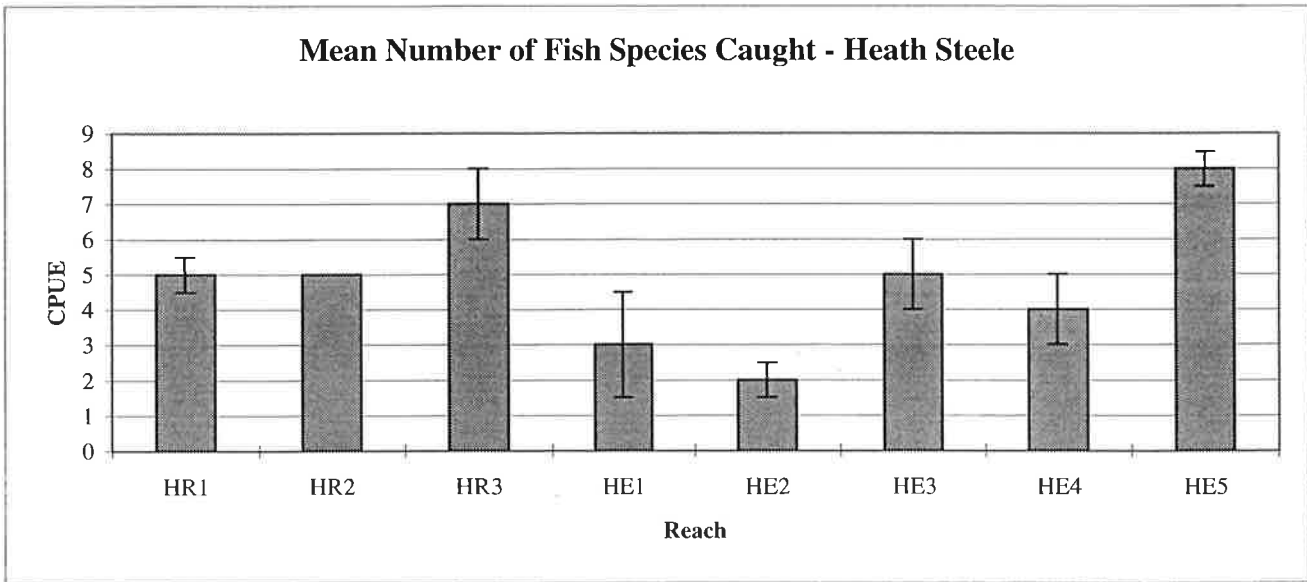 Mean Number of Fish Species Caught - Heath Steele
CPUE
9
8
7
6
5
4
3
2
1
0
HR1 HR2 HR3 HE1 HE2 HE3 HE4 HE5
Reach